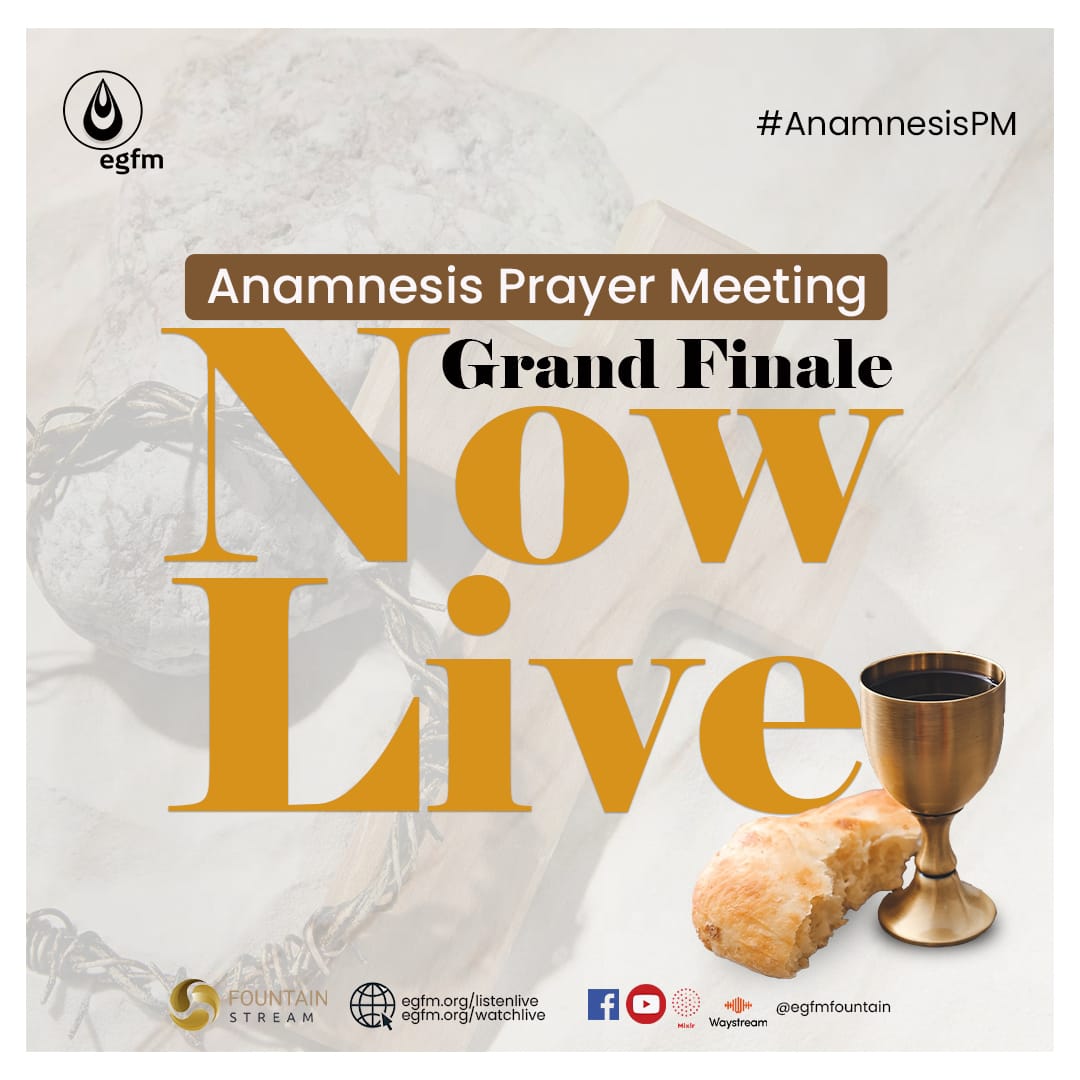 egfm
#AnamnesisPM
Anamnesis Prayer Meeting
Grand Finale
Now
Live
FOUNTAIN
STREAM
egfm.org/listenlive
egfm.org/watchlive
Mixlr
Waystream
@egfmfountain